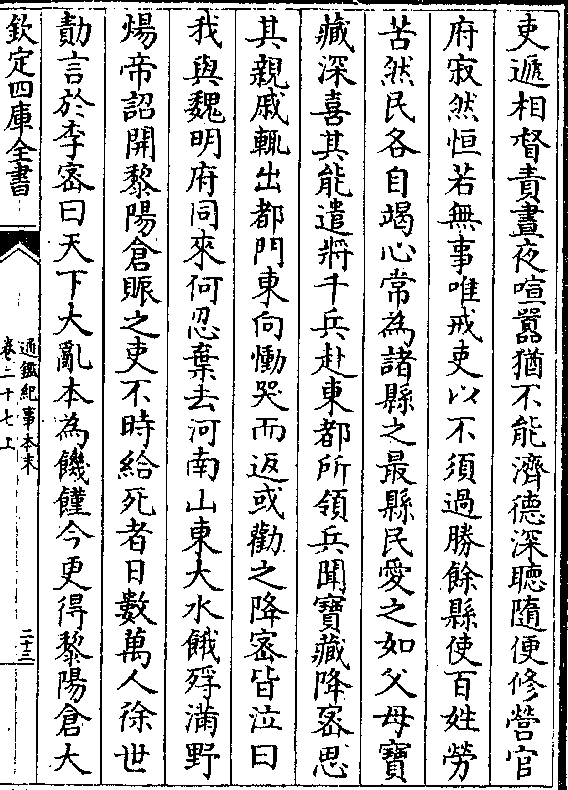 吏遞相督責晝夜喧囂猶不能濟德深聽隨便修營官
府寂然恒若無事唯戒吏以不須過勝餘縣使百姓勞
苦然民各自竭心常為諸縣之最縣民愛之如父母寶
藏深喜其能遣將千兵赴東都所領兵聞寶藏降密思
其親戚輒出都門東向慟哭而返或勸之降密皆泣曰
我與魏明府同來何忍棄去河南山東大水餓殍滿野
煬帝詔開黎陽倉賑之吏不時給死者日數萬人徐世
勣言於李密曰天下大亂本為饑饉今更得黎陽倉大
欽定四庫全書
通鑑紀事本末
卷二十七上
二十三